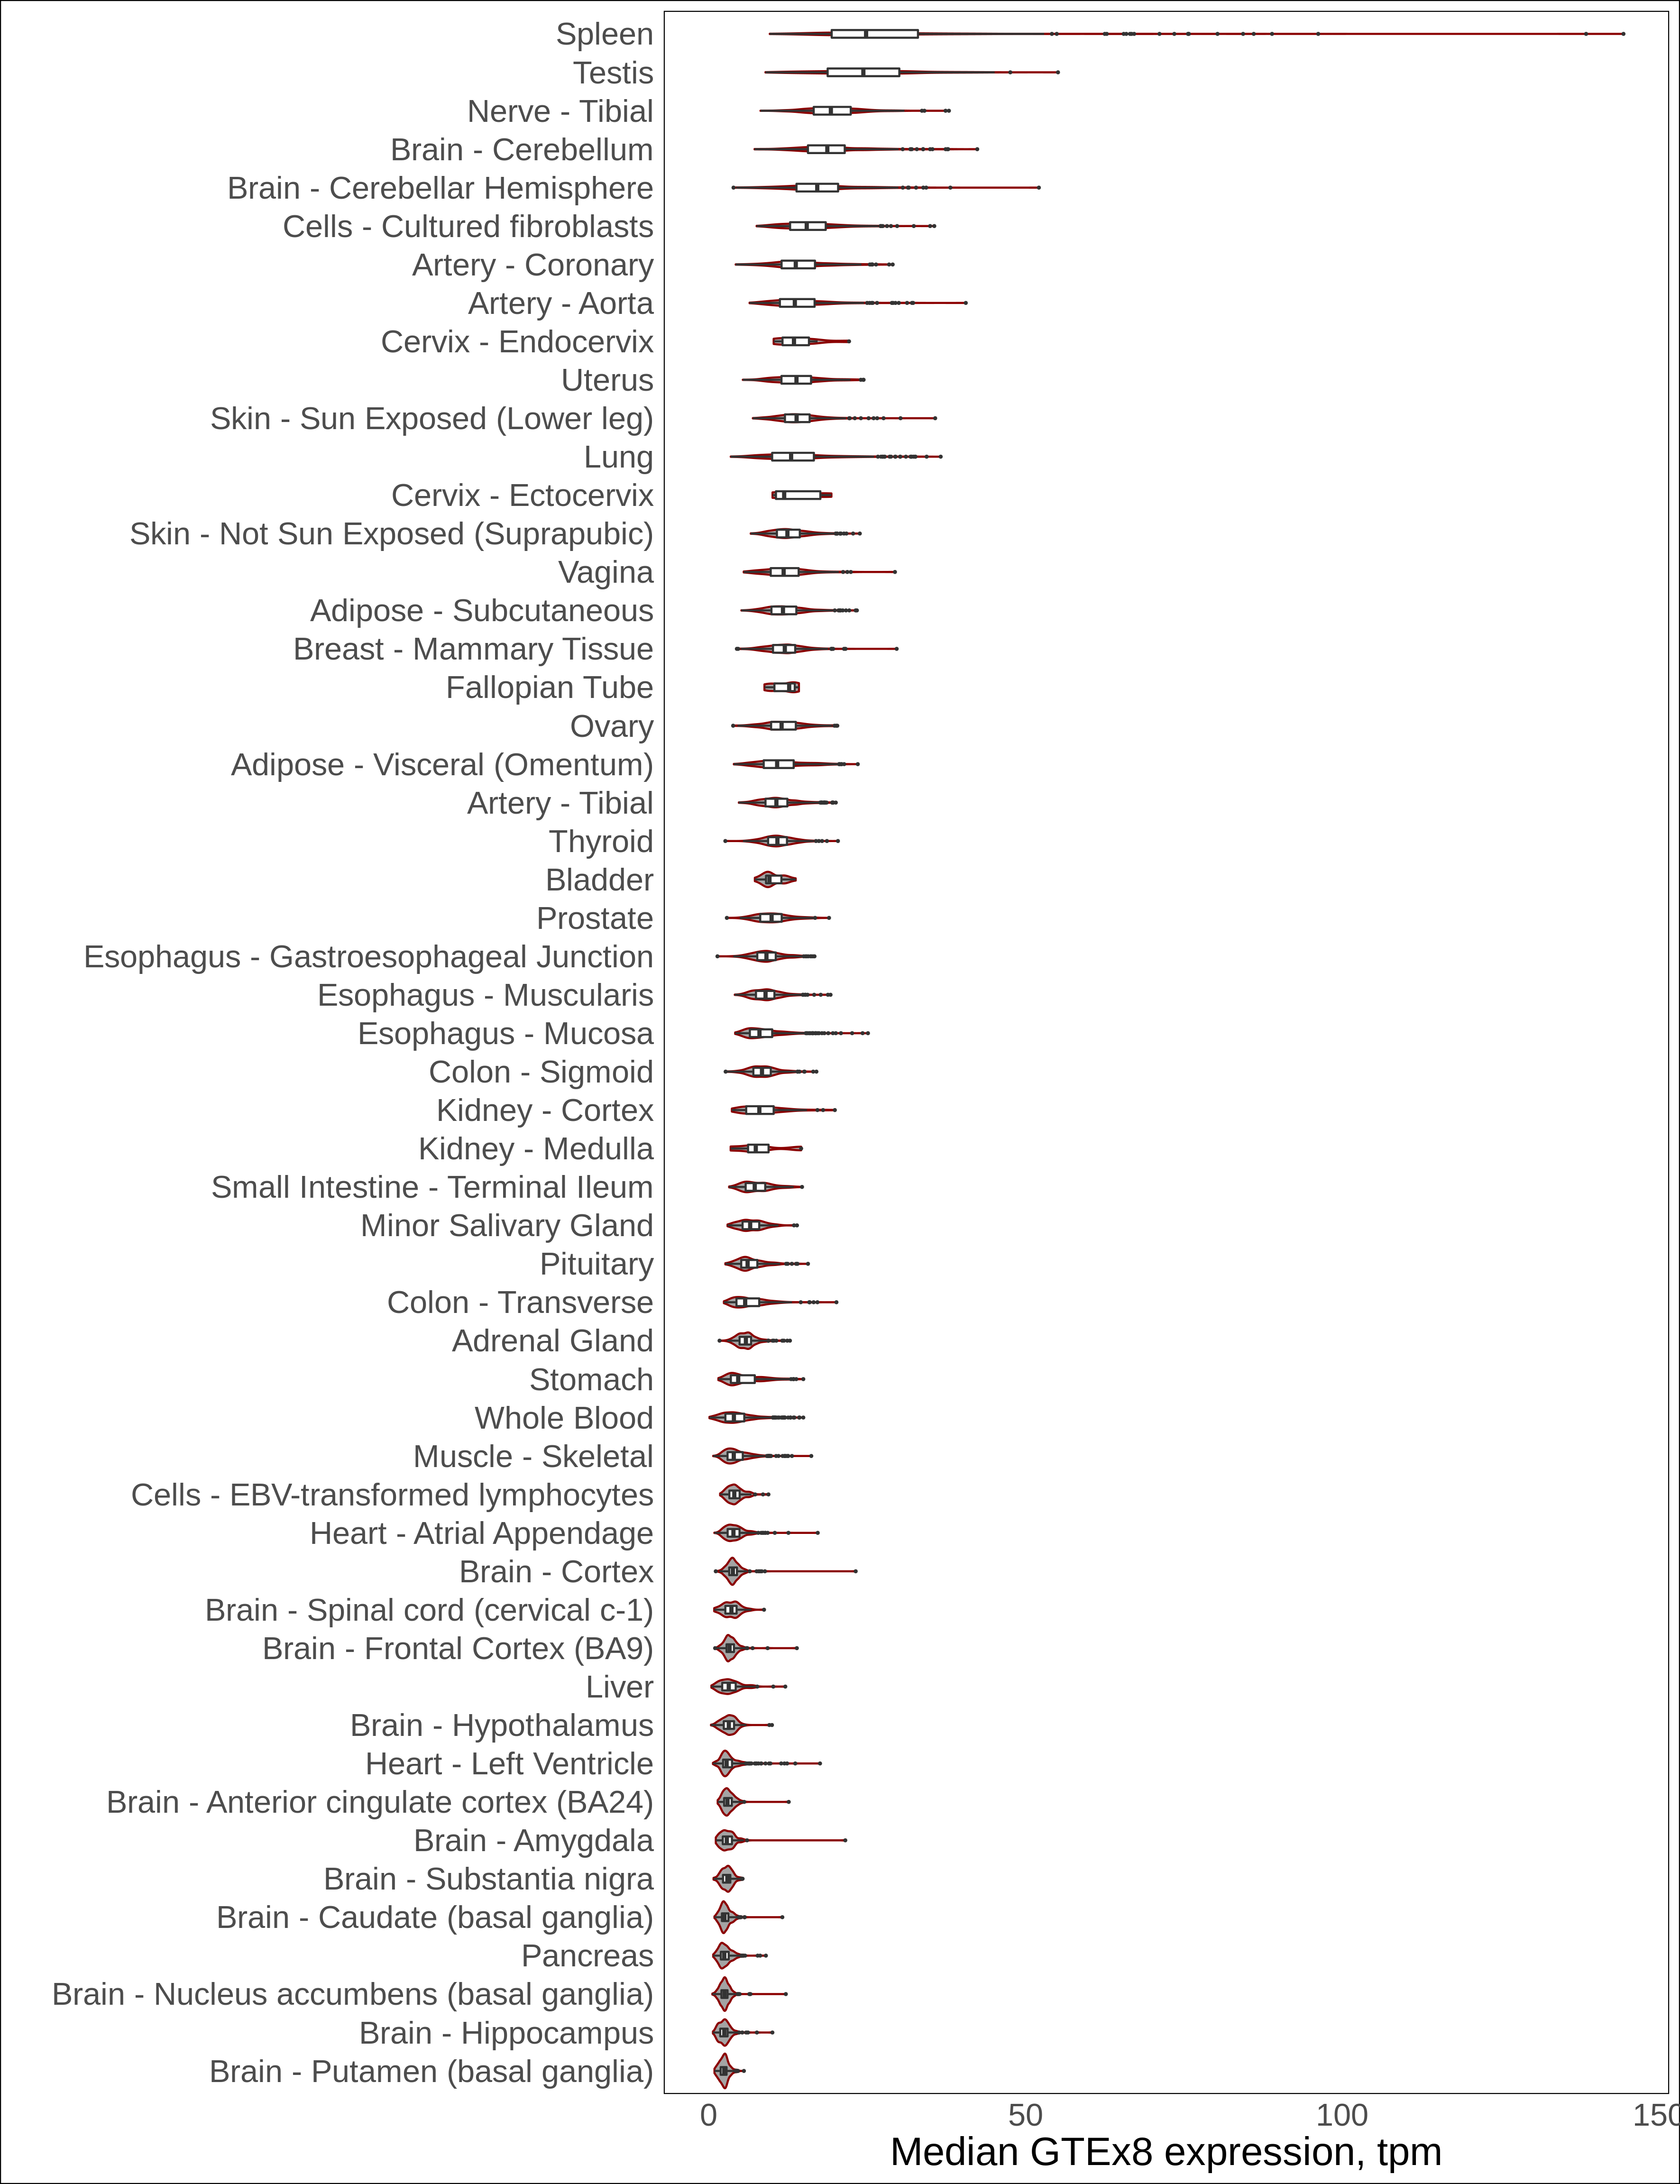 Spleen
Testis
Nerve - Tibial
Brain - Cerebellum
Brain - Cerebellar Hemisphere
Cells - Cultured fibroblasts
Artery - Coronary
Artery - Aorta
Cervix - Endocervix
Uterus
Skin - Sun Exposed (Lower leg)
Lung
Cervix - Ectocervix
Skin - Not Sun Exposed (Suprapubic)
Vagina
Adipose - Subcutaneous
Breast - Mammary Tissue
Fallopian Tube
Ovary
Adipose - Visceral (Omentum)
Artery - Tibial
Thyroid
Bladder
Prostate
Esophagus - Gastroesophageal Junction
Esophagus - Muscularis
Esophagus - Mucosa
Colon - Sigmoid
Kidney - Cortex
Kidney - Medulla
Small Intestine - Terminal Ileum
Minor Salivary Gland
Pituitary
Colon - Transverse
Adrenal Gland
Stomach
Whole Blood
Muscle - Skeletal
Cells - EBV-transformed lymphocytes
Heart - Atrial Appendage
Brain - Cortex
Brain - Spinal cord (cervical c-1)
Brain - Frontal Cortex (BA9)
Liver
Brain - Hypothalamus
Heart - Left Ventricle
Brain - Anterior cingulate cortex (BA24)
Brain - Amygdala
Brain - Substantia nigra
Brain - Caudate (basal ganglia)
Pancreas
Brain - Nucleus accumbens (basal ganglia)
Brain - Hippocampus
Brain - Putamen (basal ganglia)
0 50 100 150
Median GTEx8 expression, tpm